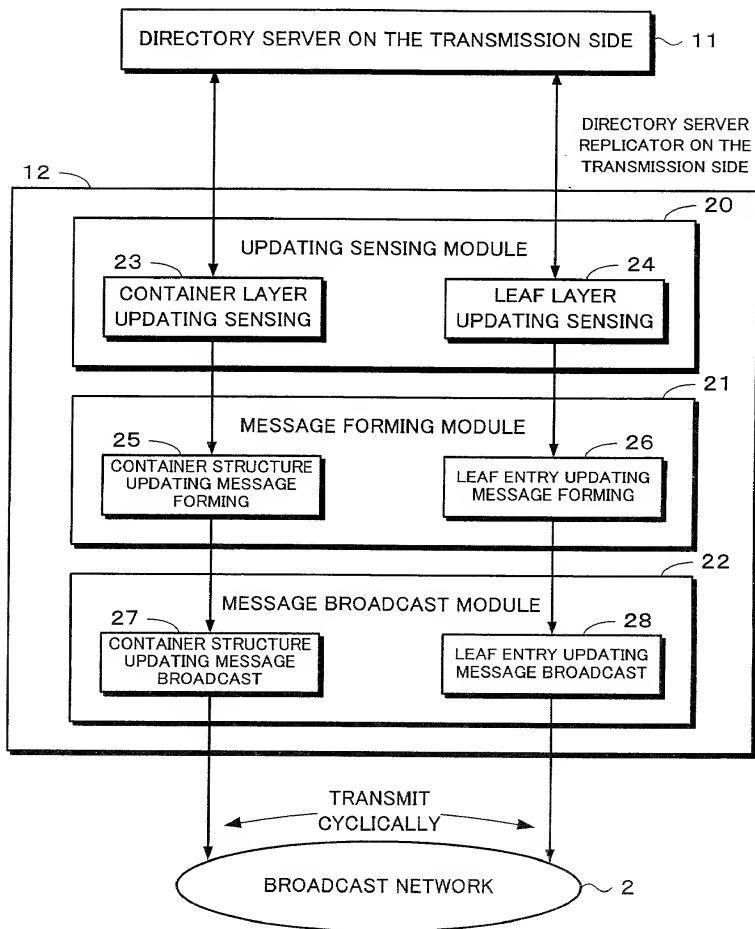 DIRECTORY SERVER ON THE TRANSMISSION SIDE
11
DIRECTORY SERVER
REPLICATOR ON THE
TRANSMISSION SIDE
12
20
UPDATING SENSING MODULE
23
CONTAINER LAYER
UPDATING SENSING
24
LEAF LAYER
UPDATING SENSING
21
MESSAGE FORMING MODULE
25
CONTAINER STRUCTURE
UPDATING MESSAGE
FORMING
26
LEAF ENTRY UPDATING
MESSAGE FORMING
22
MESSAGE BROADCAST MODULE
27
CONTAINER STRUCTURE
UPDATING MESSAGE
BROADCAST
28
LEAF ENTRY UPDATING
MESSAGE BROADCAST
TRANSMIT
CYCLICALLY
BROADCAST NETWORK
2